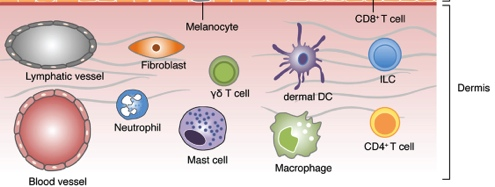 Melanocyte
CD8⁺ T cell
Lymphatic vessel
Fibroblast
γδ T cell
dermal DC
ILC
Dermis
Neutrophil
Mast cell
Macrophage
CD4⁺ T cell
Blood vessel